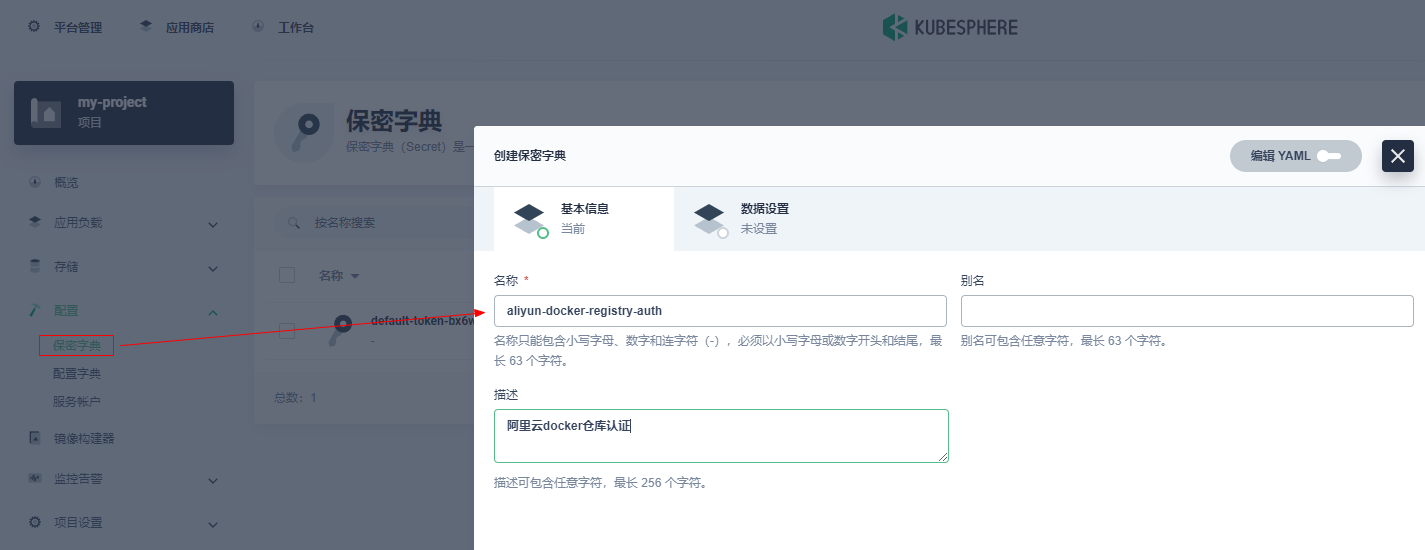 平台管理
应用商店
工作台
KUBESPHERE
my-project
项目
概览
应用负载
存储
配置
保密字典
配置字典
服务帐户
镜像构建器
监控告警
项目设置
保密字典
保密字典（Secret）是一
按名称搜索
名称
default-token-bx6w
-
总数：1
创建保密字典
编辑 YAML
基本信息
当前
数据设置
未设置
名称 *
aliyun-docker-registry-auth
名称只能包含小写字母、数字和连字符（-），必须以小写字母或数字开头和结尾，最
长 63 个字符。
别名
别名可包含任意字符，最长 63 个字符。
描述
阿里云docker仓库认证
描述可包含任意字符，最长 256 个字符。